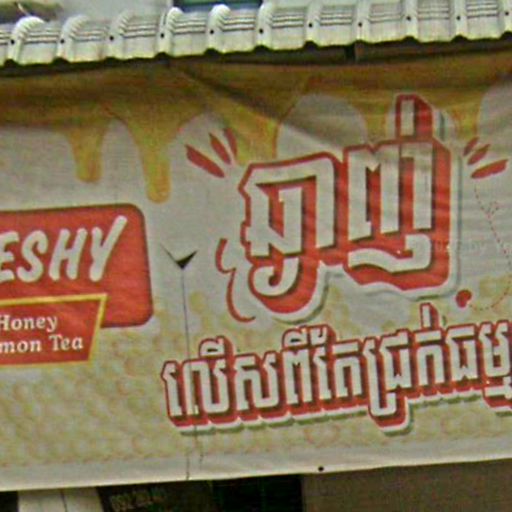 ESHY
Honey
mon Tea
ឆ្ងាញ់
លើសពីតែជ្រក់ធម្ម